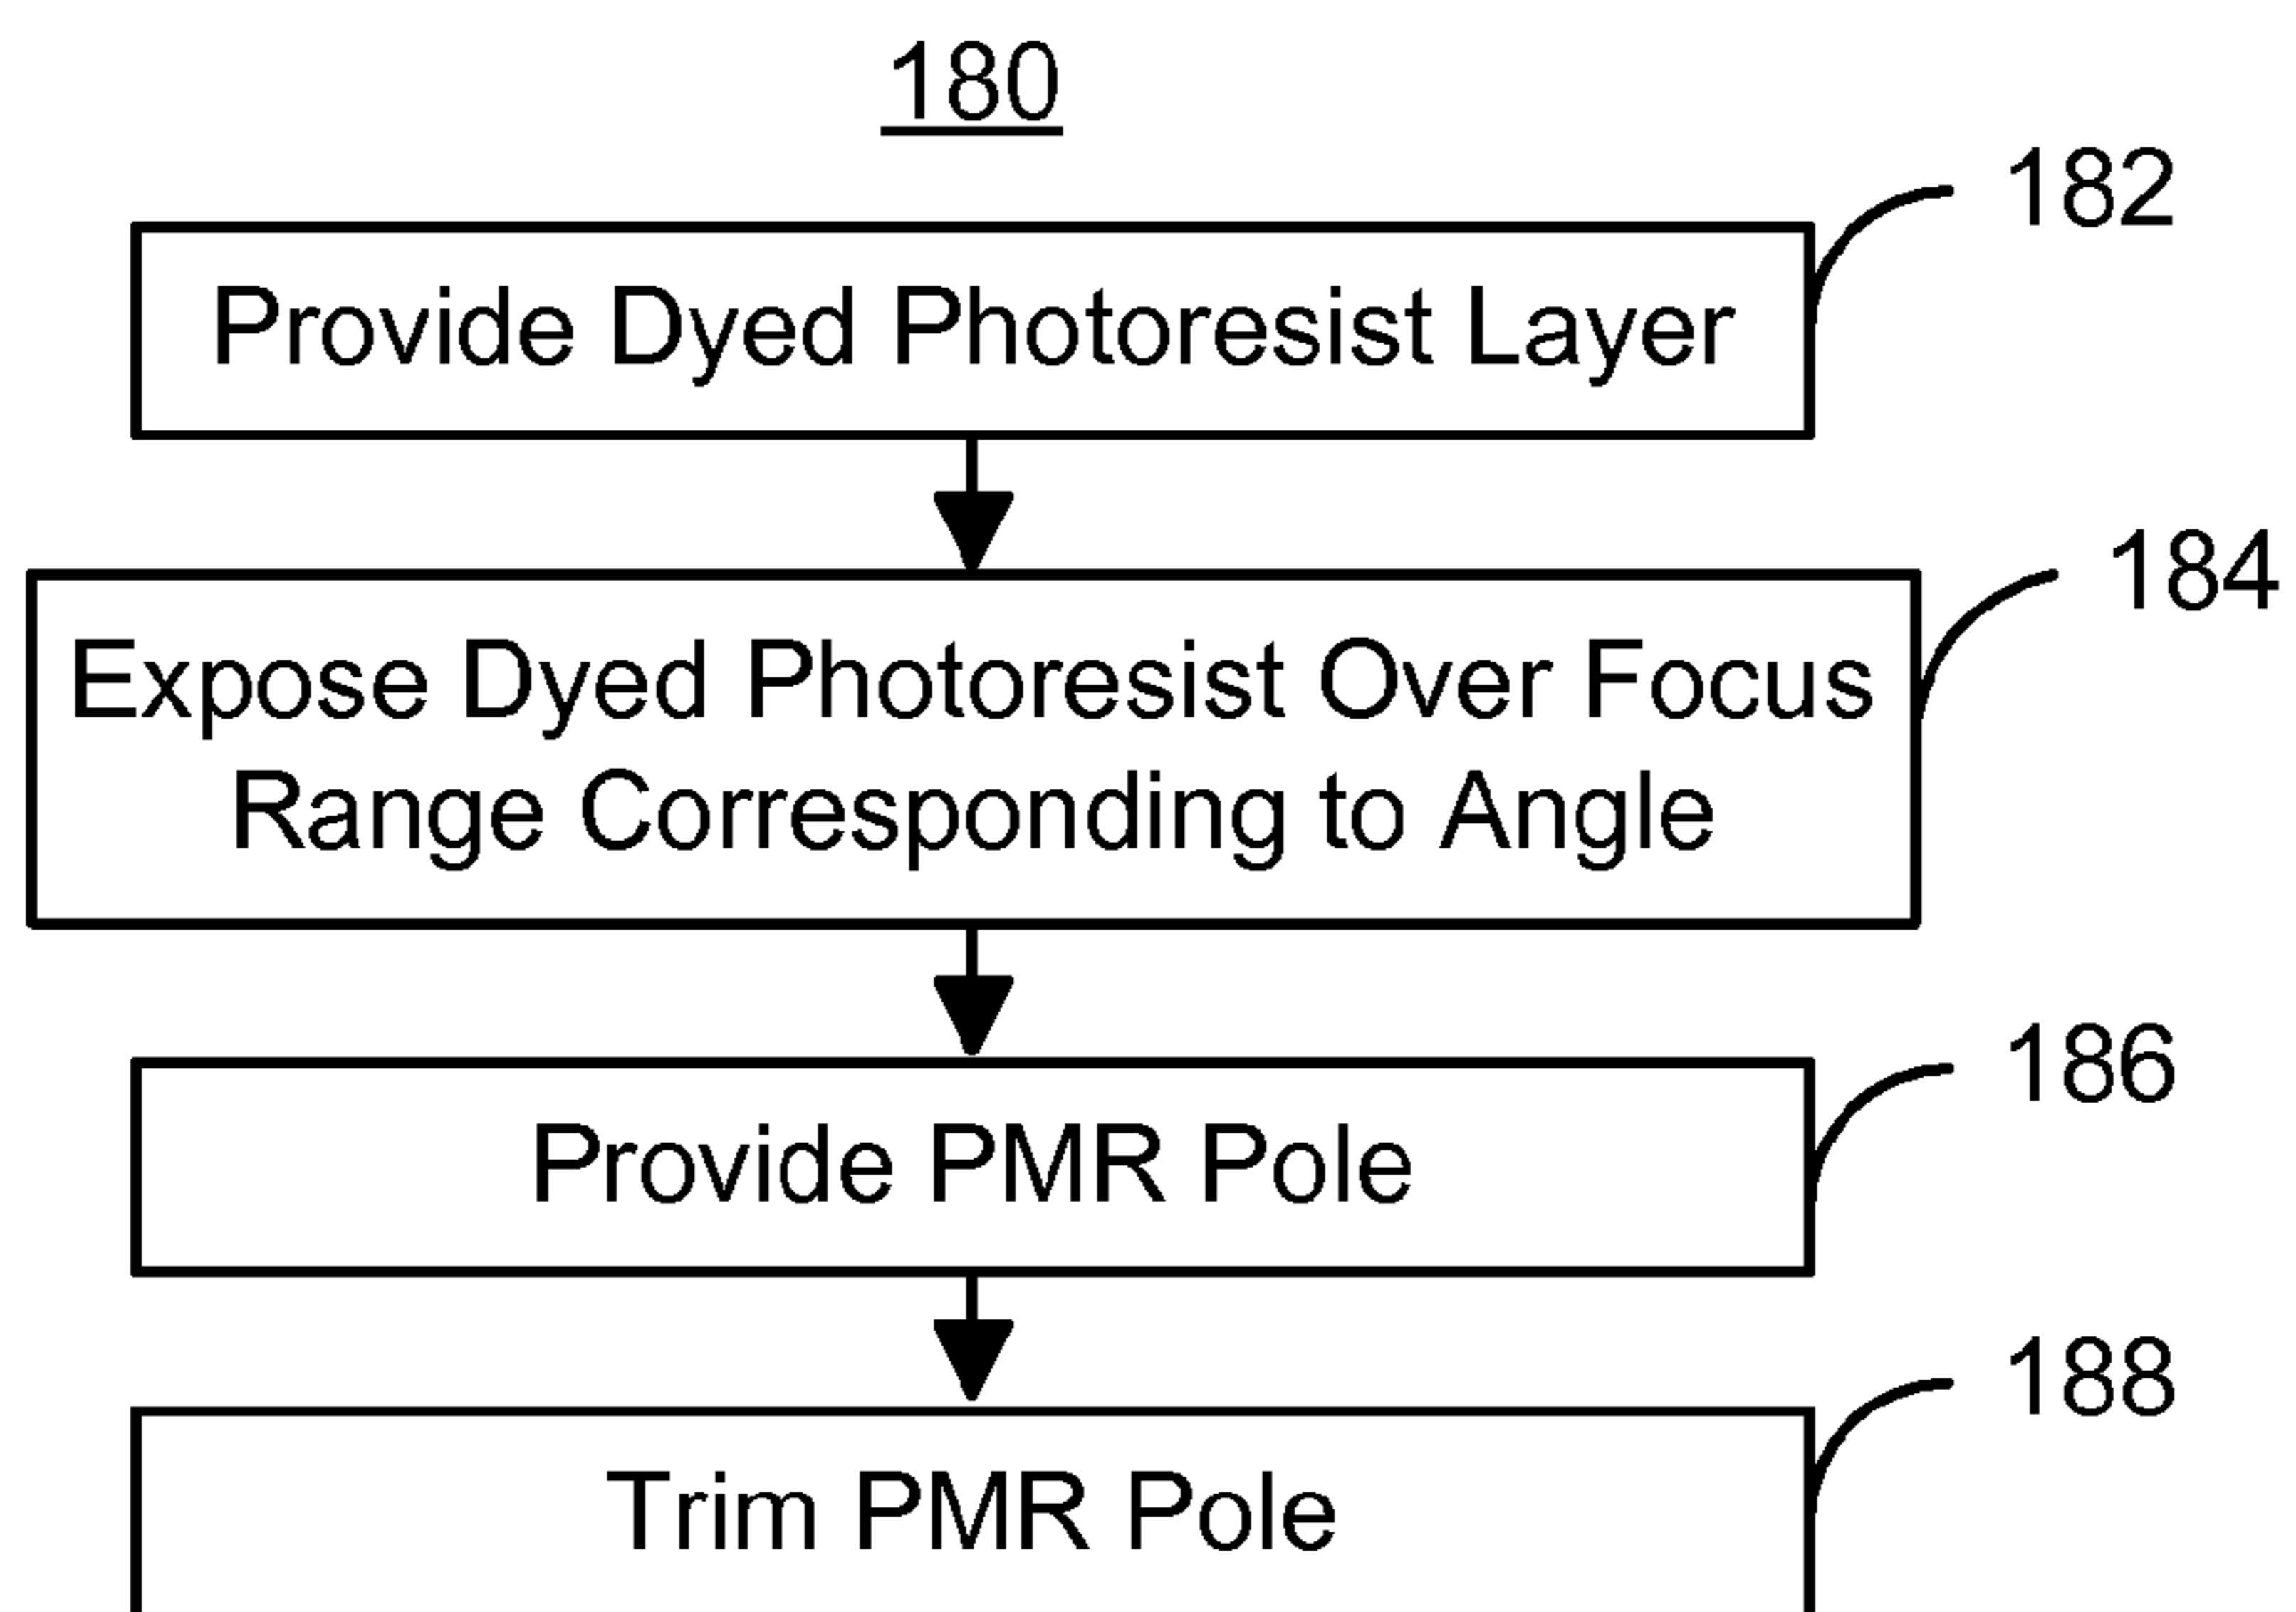 180
182
Provide Dyed Photoresist Layer
184
Expose Dyed Photoresist Over Focus
Range Corresponding to Angle
186
Provide PMR Pole
188
Trim PMR Pole